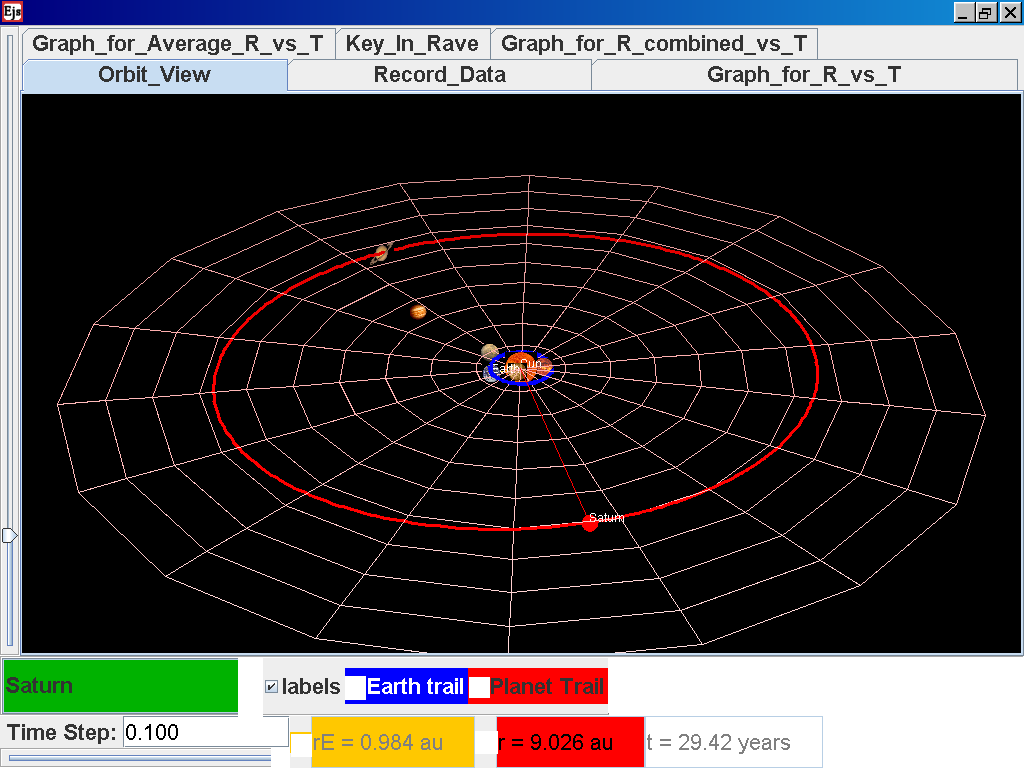 Ejs
Graph_for_Average_R_vs_T Key_In_Rave Graph_for_R_combined_vs_T
Orbit_View Record_Data Graph_for_R_vs_T
Sun
Earth
Saturn
Saturn labels Earth trail Planet Trail
Time Step: 0.100 rE = 0.984 au r = 9.026 au t = 29.42 years